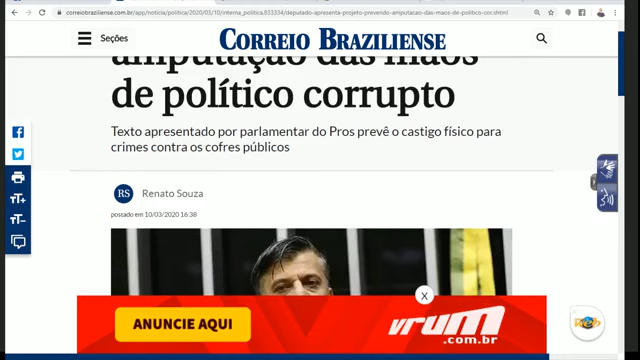 correiobraziliense.com.br/app/noticia/politica/2020/03/10/interna_politica,833334/deputado-apresenta-projeto-prevendo-amputacao-das-maos-de-politico-cor.shtml
Seções
CORREIO BRAZILIENSE
amputação das mãos
de político corrupto
Texto apresentado por parlamentar do Pros prevê o castigo físico para
crimes contra os cofres públicos
RS
Renato Souza
postado em 10/03/2020 16:38
X
ANUNCIE AQUI
vrum
.com.br